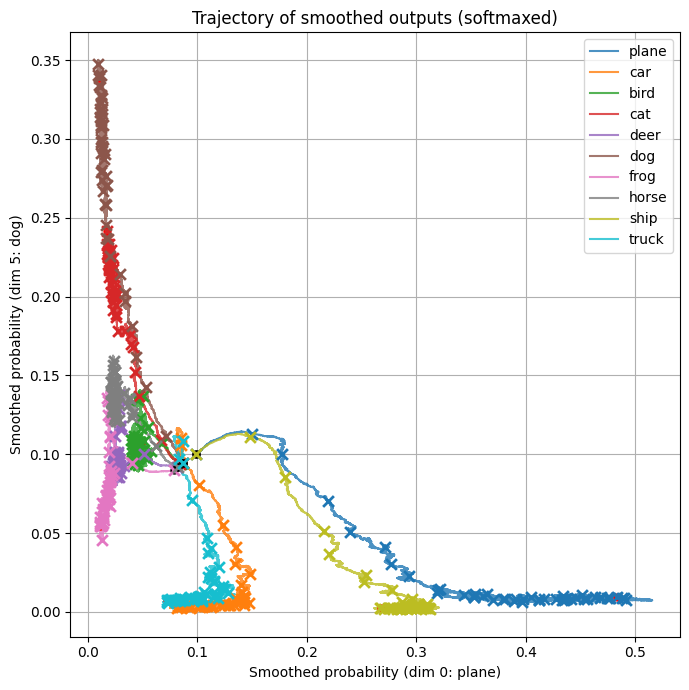 Trajectory of smoothed outputs (softmaxed)
plane
car
bird
cat
deer
dog
frog
horse
ship
truck
Smoothed probability (dim 5: dog)
0.35
0.30
0.25
0.20
0.15
0.10
0.05
0.00
0.0 0.1 0.2 0.3 0.4 0.5
Smoothed probability (dim 0: plane)